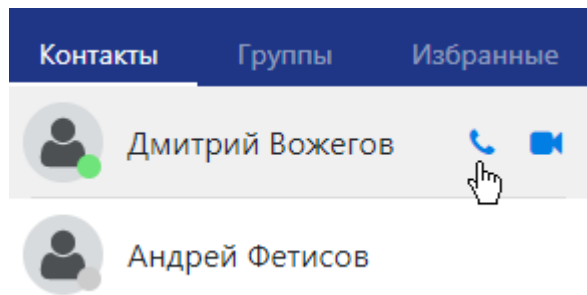 Контакты Группы Избранные
Дмитрий Вожегов
Андрей Фетисов